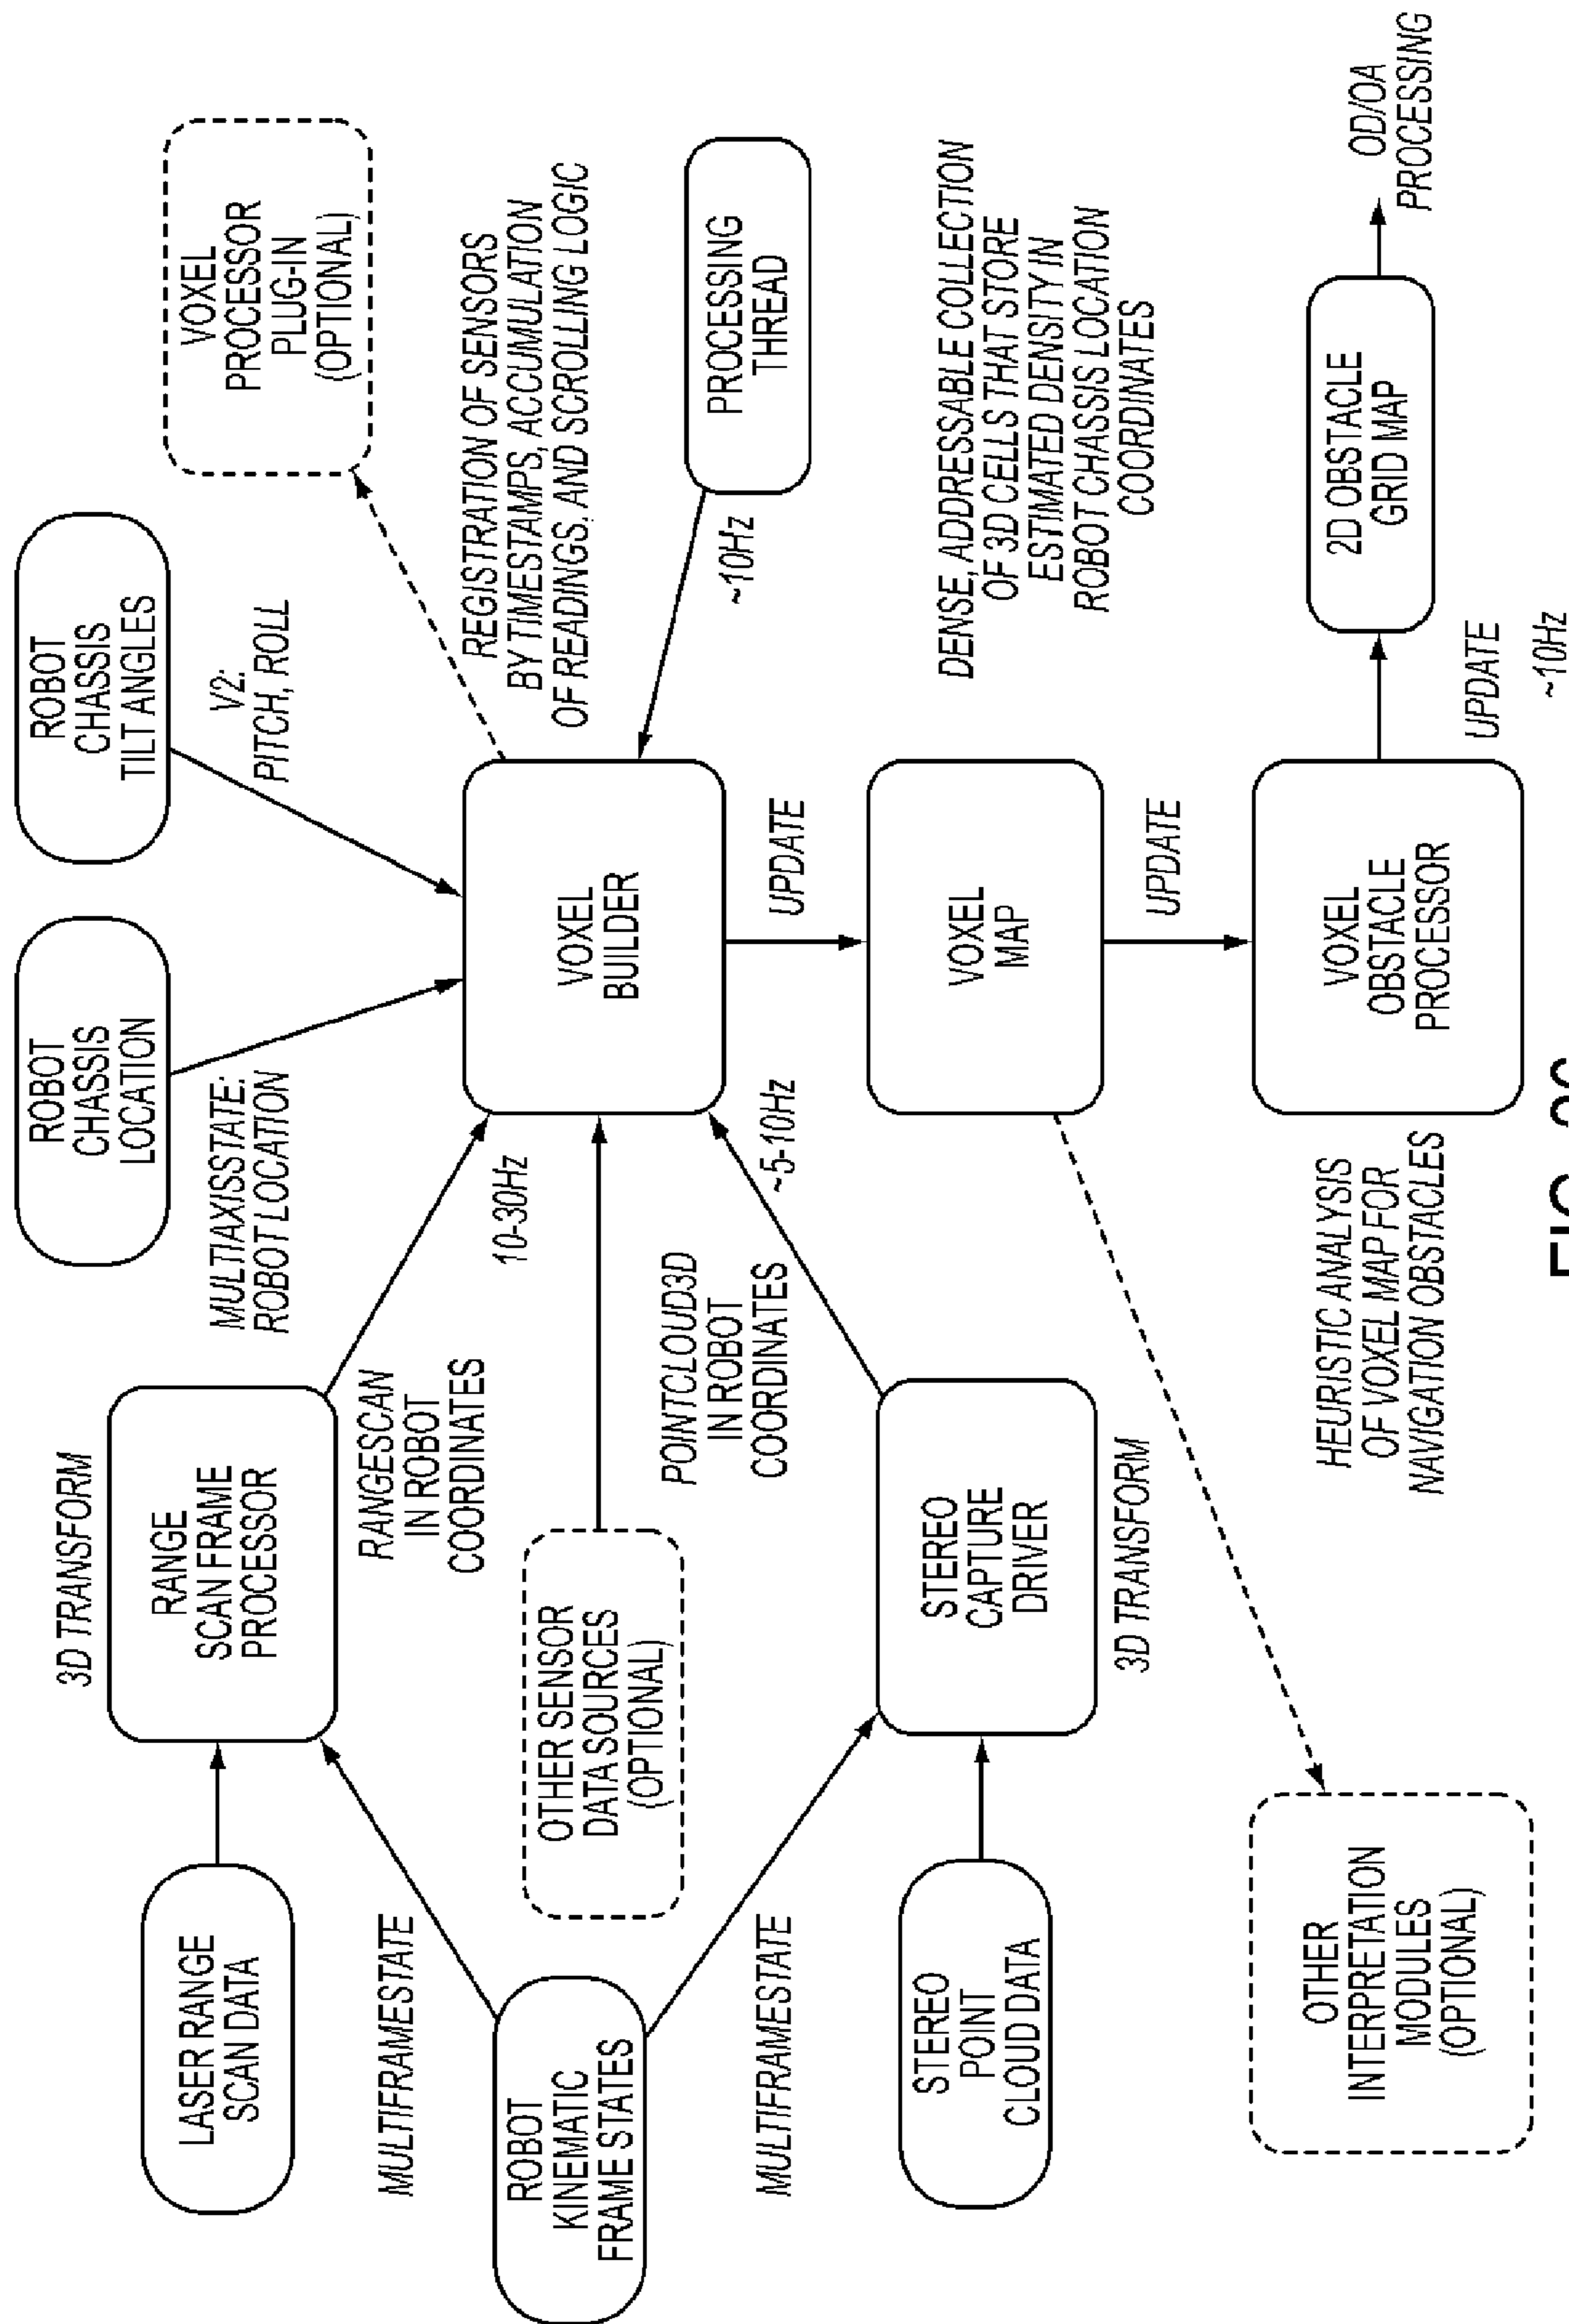 ROBOT
CHASSIS
LOCATION
ROBOT
CHASSIS
TILT ANGLES
VOXEL
PROCESSOR
PLUG-IN
(OPTIONAL)
MULTIAXISSTATE:
ROBOT LOCATION
V2:
PITCH, ROLL
LASER RANGE
SCAN DATA
3D TRANSFORM
RANGE
SCAN FRAME
PROCESSOR
RANGESCAN
IN ROBOT
COORDINATES
10-30Hz
MULTIFRAMESTATE
ROBOT
KINEMATIC
FRAME STATES
MULTIFRAMESTATE
OTHER SENSOR
DATA SOURCES
(OPTIONAL)
POINTCLOUD3D
IN ROBOT
COORDINATES
~5-10Hz
VOXEL
BUILDER
REGISTRATION OF SENSORS
BY TIMESTAMPS, ACCUMULATION
OF READINGS, AND SCROLLING LOGIC
PROCESSING
THREAD
~10Hz
UPDATE
STEREO
POINT
CLOUD DATA
STEREO
CAPTURE
DRIVER
3D TRANSFORM
VOXEL
MAP
DENSE, ADDRESSABLE COLLECTION
OF 3D CELLS THAT STORE
ESTIMATED DENSITY IN
ROBOT CHASSIS LOCATION
COORDINATES
UPDATE
OTHER
INTERPRETATION
MODULES
(OPTIONAL)
HEURISTIC ANALYSIS
OF VOXEL MAP FOR
NAVIGATION OBSTACLES
VOXEL
OBSTACLE
PROCESSOR
UPDATE
~10Hz
2D OBSTACLE
GRID MAP
OD/OA
PROCESSING